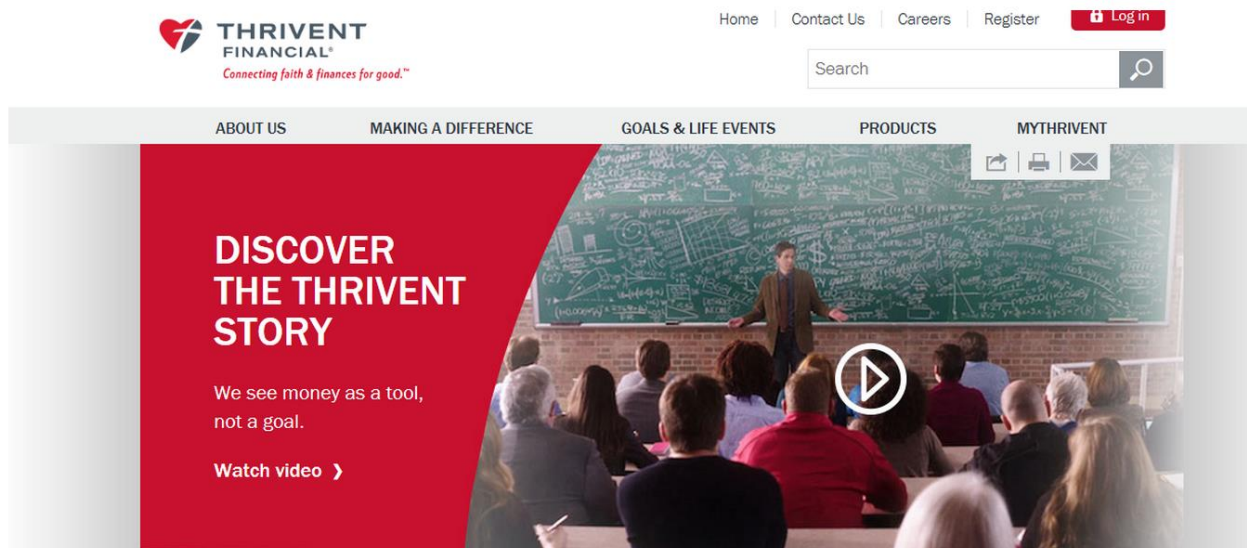 THRIVENT
FINANCIAL®
Connecting faith & finances for good.™
Home
Contact Us
Careers
Register
Log in
Search
ABOUT US
MAKING A DIFFERENCE
GOALS & LIFE EVENTS
PRODUCTS
MYTHRIVENT
DISCOVER
THE THRIVENT
STORY
We see money as a tool,
not a goal.
Watch video ❯